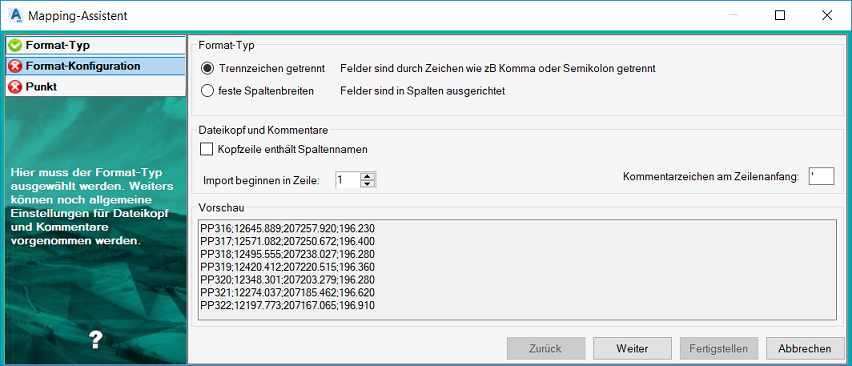 Mapping-Assistent
Format-Typ
Format-Konfiguration
Punkt
Hier muss der Format-Typ
ausgewählt werden. Weiters
können noch allgemeine
Einstellungen für Dateikopf
und Kommentare
vorgenommen werden.
?
Format-Typ
Trennzeichen getrennt Felder sind durch Zeichen wie zB Komma oder Semikolon getrennt
feste Spaltenbreiten Felder sind in Spalten ausgerichtet
Dateikopf und Kommentare
Kopfzeile enthält Spaltennamen
Import beginnen in Zeile: 1 Kommentarzeichen am Zeilenanfang: '
Vorschau
PP316;12645.889;207257.920;196.230
PP317;12571.082;207250.672;196.400
PP318;12495.555;207238.027;196.280
PP319;12420.412;207220.515;196.360
PP320;12348.301;207203.279;196.280
PP321;12274.037;207185.462;196.620
PP322;12197.773;207167.065;196.910
Zurück Weiter Fertigstellen Abbrechen